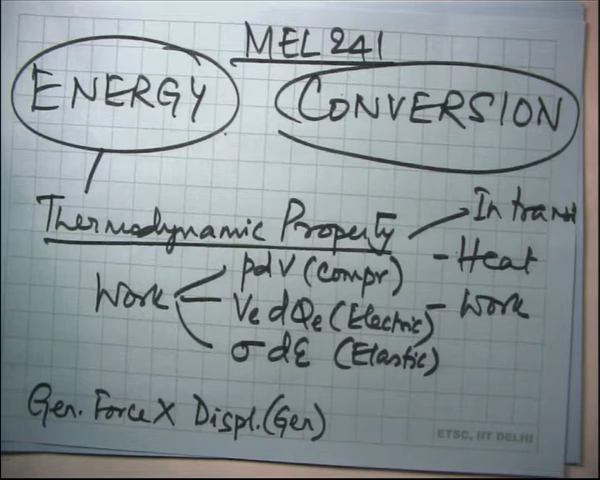 MEL 241
ENERGY CONVERSION
Thermodynamic Property
In transit
- Heat
- Work
Work
pdV (Compr)
Ve dQe (Electric)
σ dε (Elastic)
Gen. Force X Displ. (Gen)
ETSC, IIT DELHI